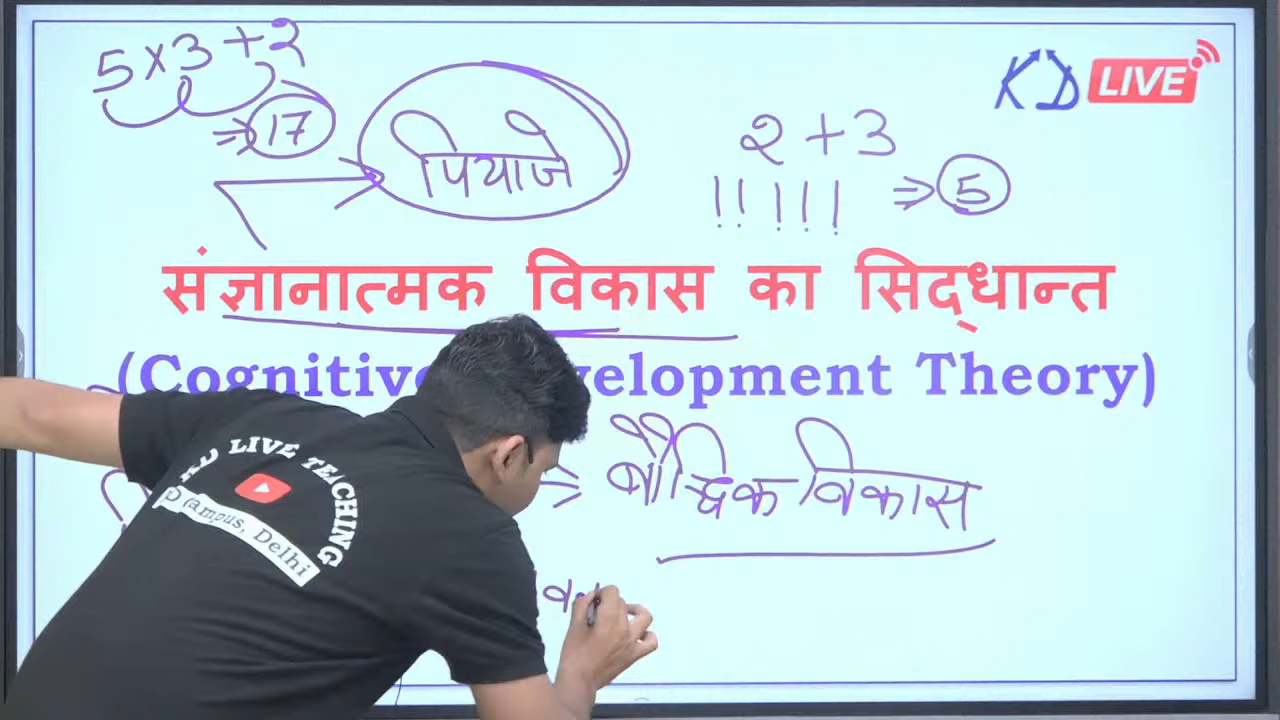 5×3+2
⇒17
पियाजे
2+3
!!!!!
⇒5
KD LIVE
संज्ञानात्मक विकास का सिद्धान्त
(Cognitive Development Theory)
⇒ बौद्धिक विकास
KD LIVE TEACHING
Campus, Delhi